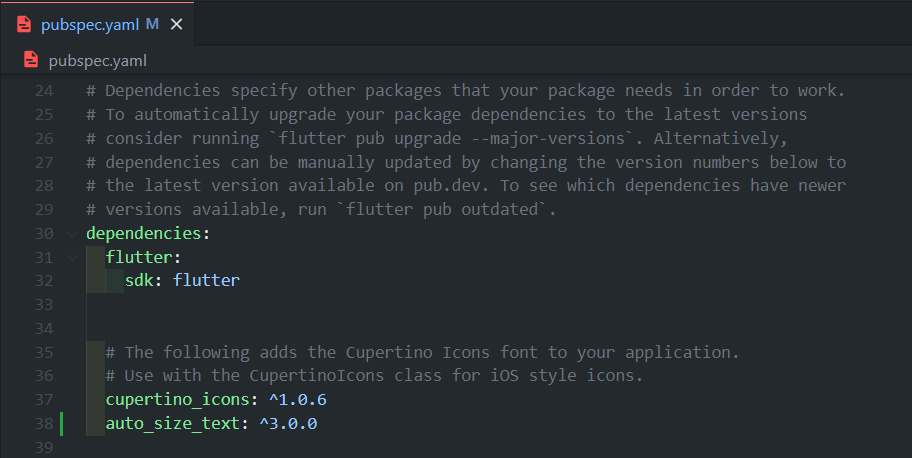 pubspec.yaml M ×
pubspec.yaml
24 # Dependencies specify other packages that your package needs in order to work.
25 # To automatically upgrade your package dependencies to the latest versions
26 # consider running `flutter pub upgrade --major-versions`. Alternatively,
27 # dependencies can be manually updated by changing the version numbers below to
28 # the latest version available on pub.dev. To see which dependencies have newer
29 # versions available, run `flutter pub outdated`.
30 dependencies:
31   flutter:
32     sdk: flutter
33
34
35   # The following adds the Cupertino Icons font to your application.
36   # Use with the CupertinoIcons class for iOS style icons.
37   cupertino_icons: ^1.0.6
38   auto_size_text: ^3.0.0
39